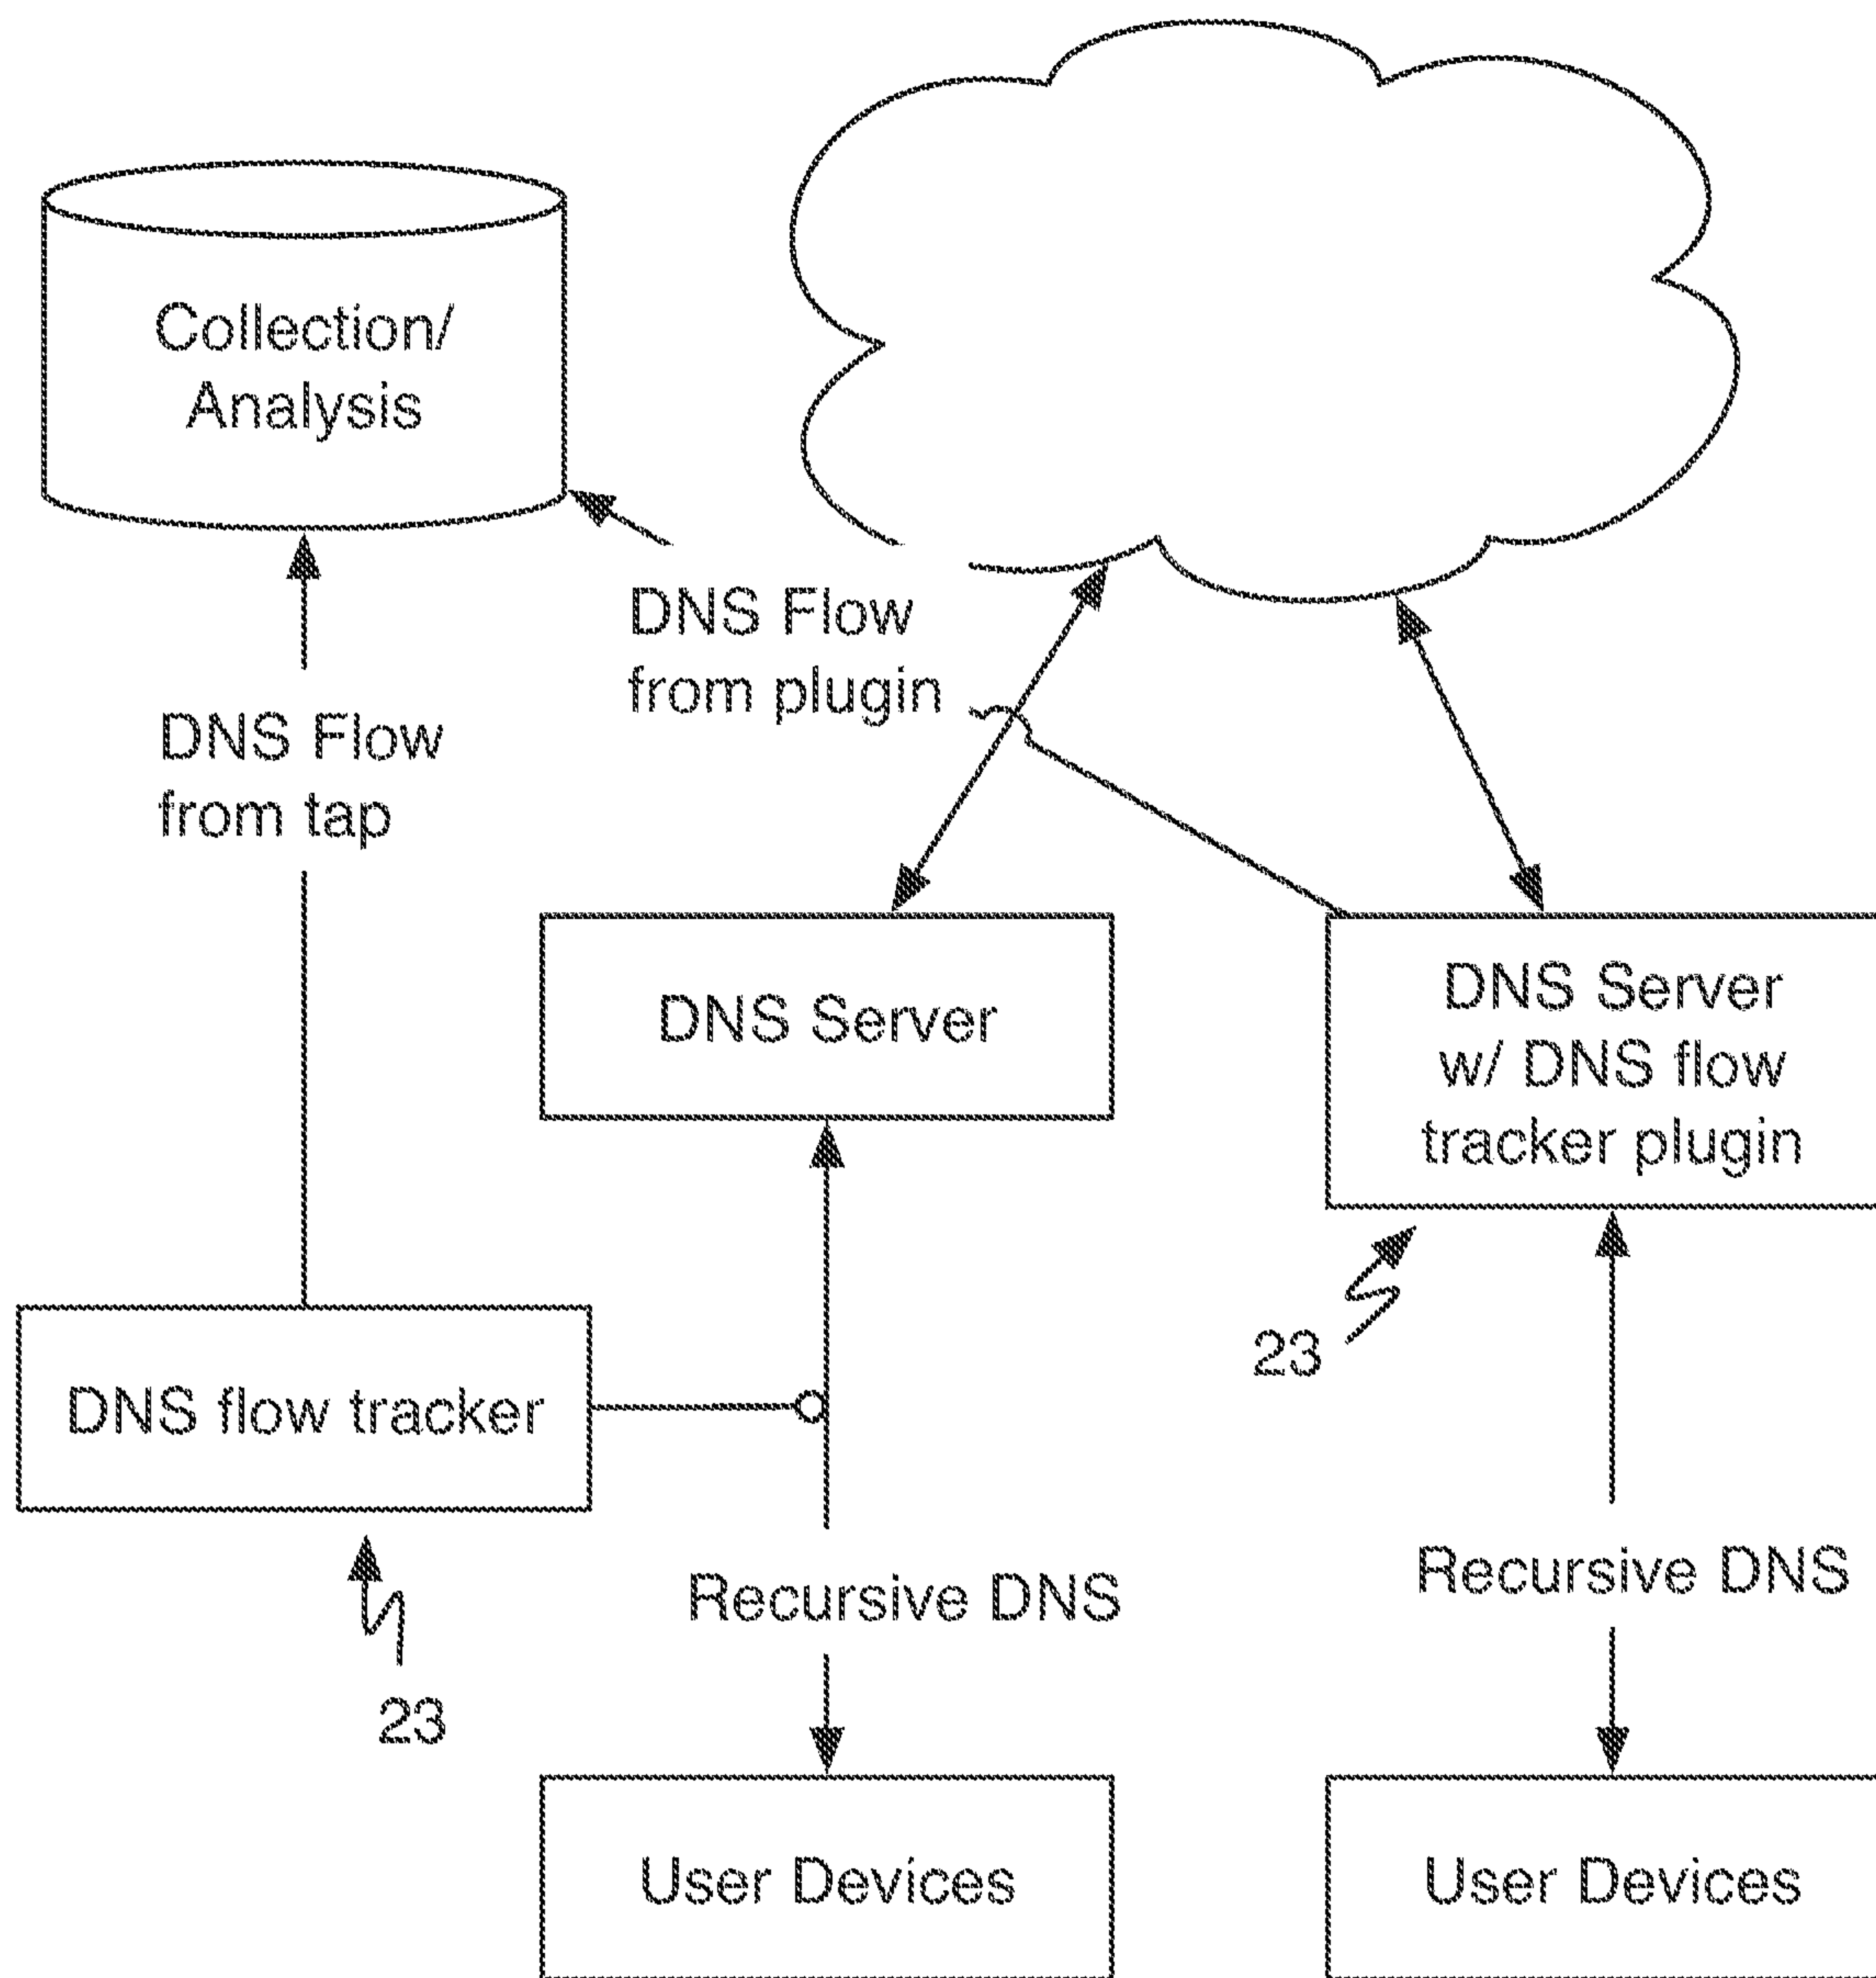 Collection/
Analysis
DNS Flow
from plugin
DNS Flow
from tap
DNS Server
DNS Server
w/ DNS flow
tracker plugin
23
DNS flow tracker
Recursive DNS
Recursive DNS
23
User Devices
User Devices